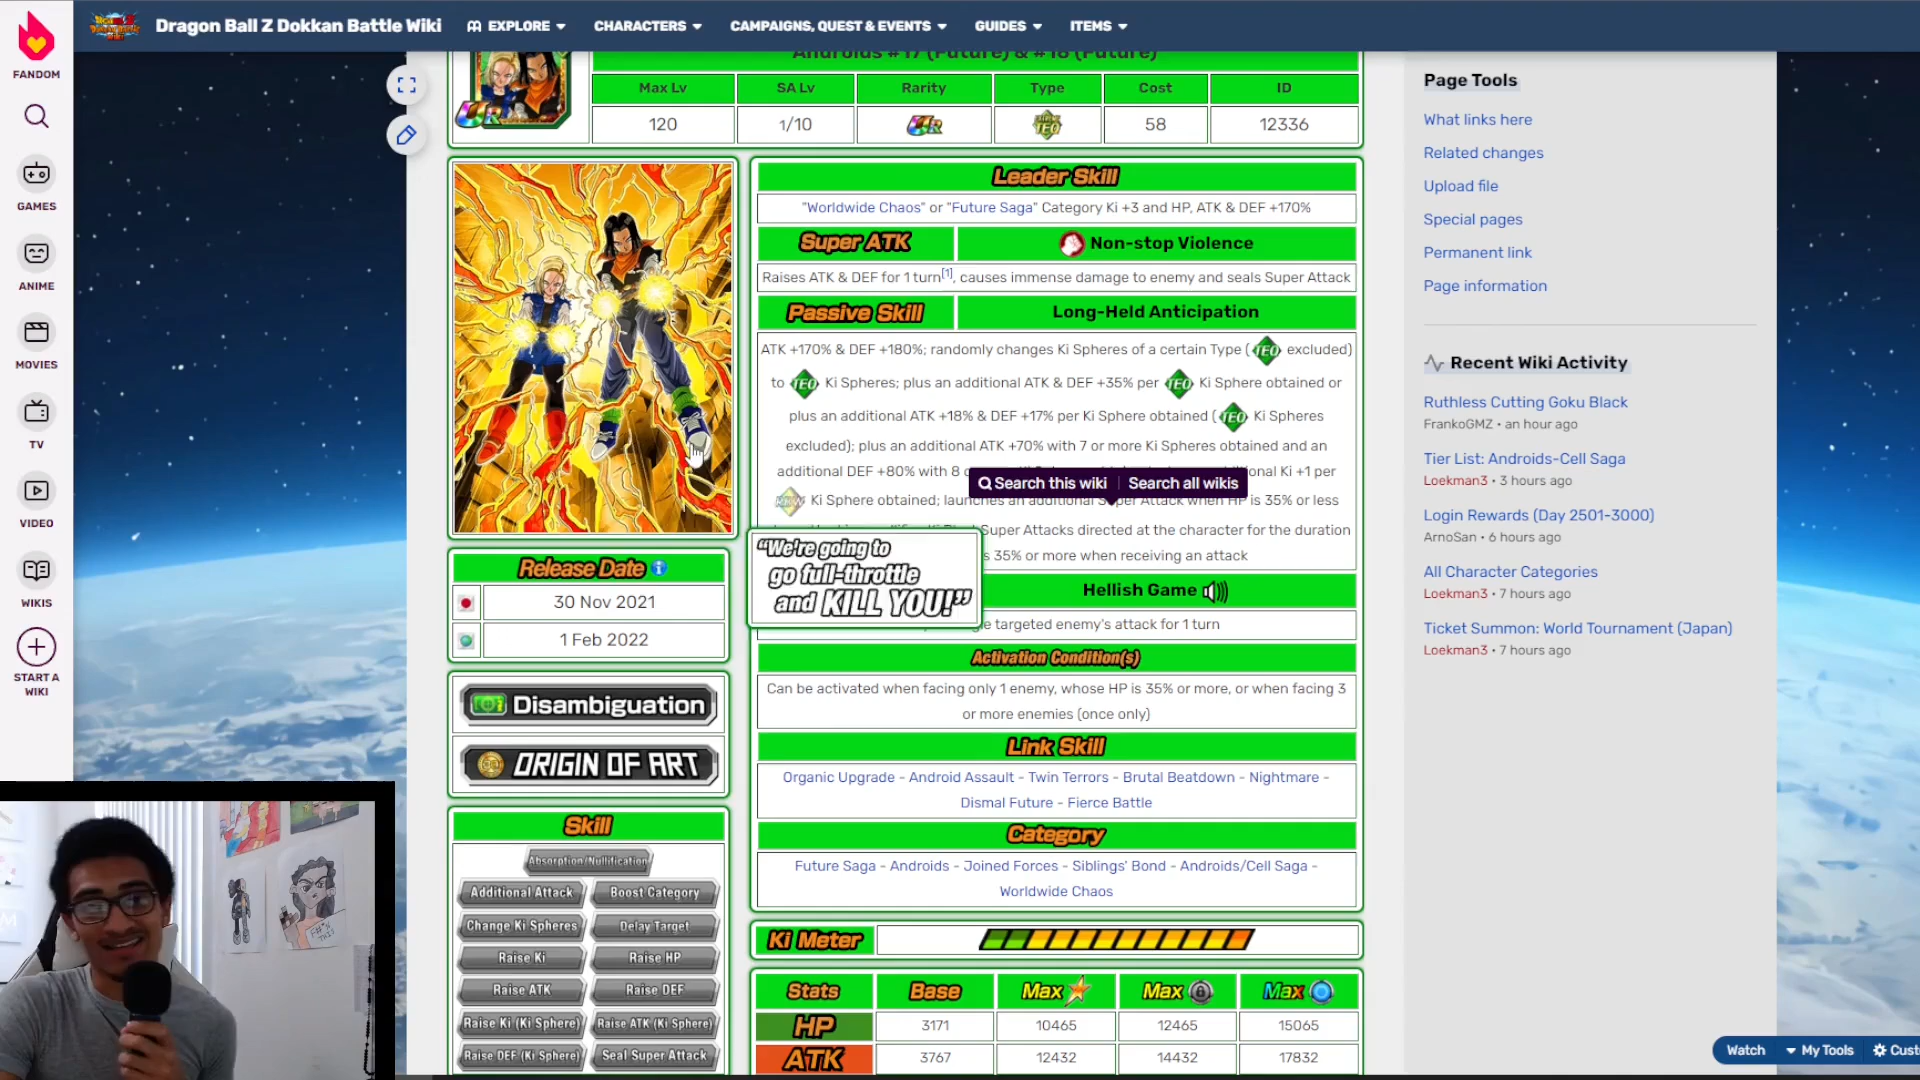 Dragon Ball Z Dokkan Battle Wiki
EXPLORE
CHARACTERS
CAMPAIGNS, QUEST & EVENTS
GUIDES
ITEMS
FANDOM
GAMES
ANIME
MOVIES
TV
VIDEO
WIKIS
START A
WIKI
Androids #17 (Future) & #18 (Future)
Max Lv SA Lv Rarity Type Cost ID
120 1/10 UR SUPER TEQ 58 12336
UR
Leader Skill
"Worldwide Chaos" or "Future Saga" Category Ki +3 and HP, ATK & DEF +170%
Super ATK Non-stop Violence
Raises ATK & DEF for 1 turn[1], causes immense damage to enemy and seals Super Attack
Passive Skill Long-Held Anticipation
ATK +170% & DEF +180%; randomly changes Ki Spheres of a certain Type (TEQ excluded)
to TEQ Ki Spheres; plus an additional ATK & DEF +35% per TEQ Ki Sphere obtained or
plus an additional ATK +18% & DEF +17% per Ki Sphere obtained (TEQ Ki Spheres
excluded); plus an additional ATK +70% with 7 or more Ki Spheres obtained and an
additional DEF +80% with 8 Ki +1 per
Search this wiki Search all wikis
Ki Sphere obtained; launches an additional Super Attack when HP is 35% or less
Super Attacks directed at the character for the duration
is 35% or more when receiving an attack
"We're going to
go full-throttle
and KILL YOU!"
Hellish Game
targeted enemy's attack for 1 turn
Activation Condition(s)
Can be activated when facing only 1 enemy, whose HP is 35% or more, or when facing 3
or more enemies (once only)
Link Skill
Organic Upgrade - Android Assault - Twin Terrors - Brutal Beatdown - Nightmare -
Dismal Future - Fierce Battle
Category
Future Saga - Androids - Joined Forces - Siblings' Bond - Androids/Cell Saga -
Worldwide Chaos
Ki Meter
Stats Base Max Max Max
HP 3171 10465 12465 15065
ATK 3767 12432 14432 17832
Release Date
30 Nov 2021
1 Feb 2022
Disambiguation
ORIGIN OF ART
Skill
Absorption/Nullification
Additional Attack Boost Category
Change Ki Spheres Delay Target
Raise Ki Raise HP
Raise ATK Raise DEF
Raise Ki (Ki Sphere) Raise ATK (Ki Sphere)
Raise DEF (Ki Sphere) Seal Super Attack
Page Tools
What links here
Related changes
Upload file
Special pages
Permanent link
Page information
Recent Wiki Activity
Ruthless Cutting Goku Black
FrankoGMZ • an hour ago
Tier List: Androids-Cell Saga
Loekman3 • 3 hours ago
Login Rewards (Day 2501-3000)
ArnoSan • 6 hours ago
All Character Categories
Loekman3 • 7 hours ago
Ticket Summon: World Tournament (Japan)
Loekman3 • 7 hours ago
Watch My Tools